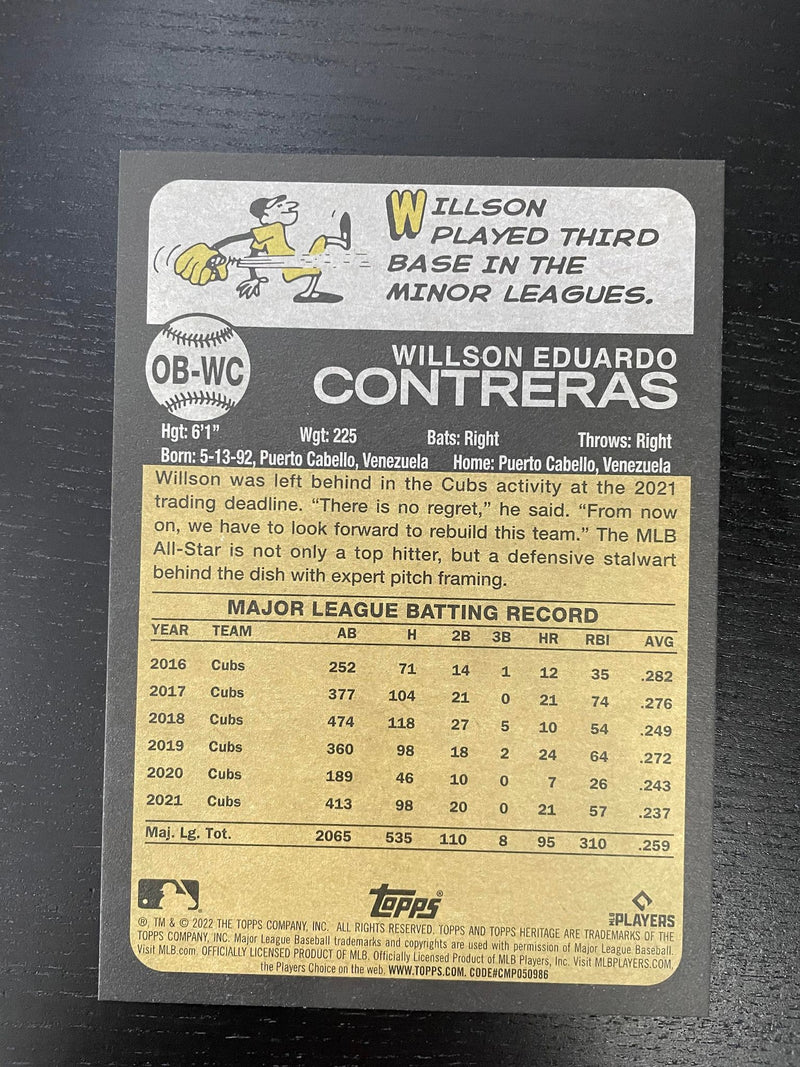 WILLSON
PLAYED THIRD
BASE IN THE
MINOR LEAGUES.
OB-WC
WILLSON EDUARDO
CONTRERAS
Hgt: 6'1" Wgt: 225 Bats: Right Throws: Right
Born: 5-13-92, Puerto Cabello, Venezuela Home: Puerto Cabello, Venezuela
Willson was left behind in the Cubs activity at the 2021
trading deadline. “There is no regret,” he said. “From now
on, we have to look forward to rebuild this team.” The MLB
All-Star is not only a top hitter, but a defensive stalwart
behind the dish with expert pitch framing.
MAJOR LEAGUE BATTING RECORD
YEAR TEAM AB H 2B 3B HR RBI AVG
2016 Cubs 252 71 14 1 12 35 .282
2017 Cubs 377 104 21 0 21 74 .276
2018 Cubs 474 118 27 5 10 54 .249
2019 Cubs 360 98 18 2 24 64 .272
2020 Cubs 189 46 10 0 7 26 .243
2021 Cubs 413 98 20 0 21 57 .237
Maj. Lg. Tot. 2065 535 110 8 95 310 .259
Topps®
MLB PLAYERS
®, TM & © 2022 THE TOPPS COMPANY, INC. ALL RIGHTS RESERVED. TOPPS AND TOPPS HERITAGE ARE TRADEMARKS OF THE
TOPPS COMPANY, INC. Major League Baseball trademarks and copyrights are used with permission of Major League Baseball.
Visit MLB.com. OFFICIALLY LICENSED PRODUCT OF MLB. Officially Licensed Product of MLB Players, Inc. Visit MLBPLAYERS.COM,
the Players Choice on the web. WWW.TOPPS.COM. CODE#CMP050986